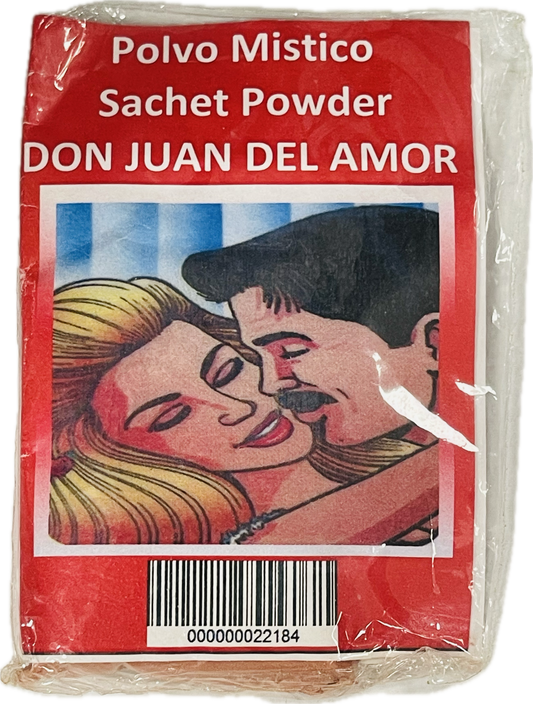 Polvo Mistico
Sachet Powder
DON JUAN DEL AMOR
000000022184